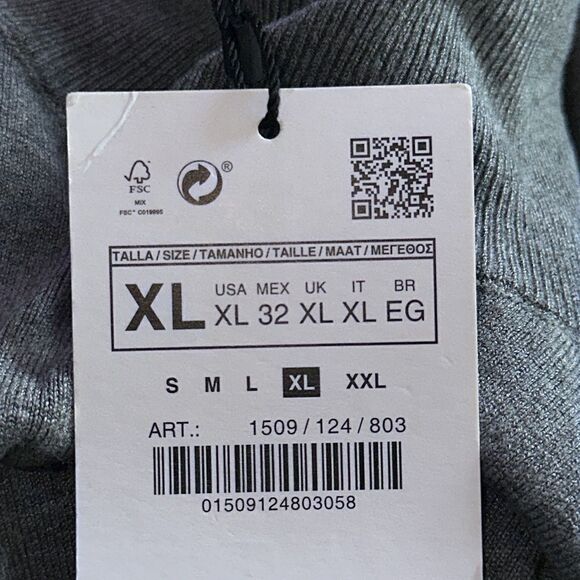 FSC
MIX
FSC® C019995
®
TALLA / SIZE / TAMANHO / TAILLE / MAAT / ΜΕΓΕΘΟΣ
XL
USA MEX UK IT BR
XL 32 XL XL EG
S M L XL XXL
ART.: 1509 / 124 / 803
01509124803058